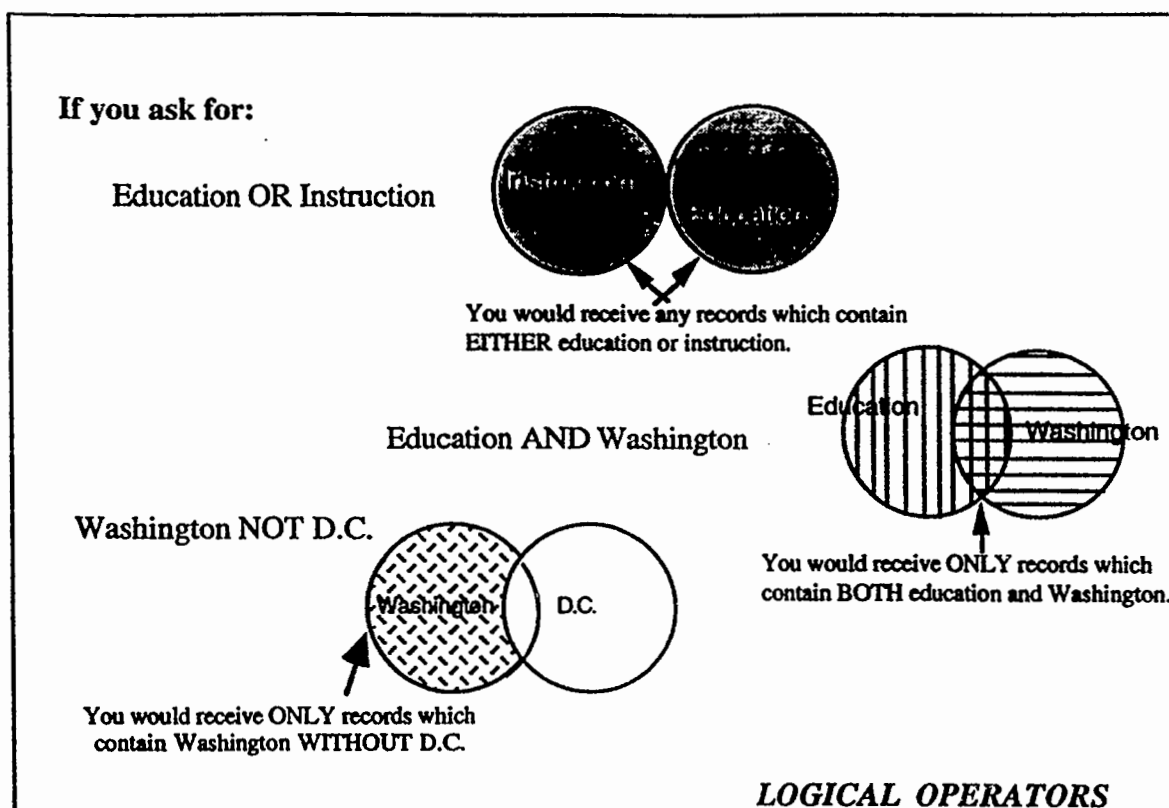 If you ask for:
Education OR Instruction
Instruction
Education
You would receive any records which contain
EITHER education or instruction.
Education AND Washington
Education
Washington
You would receive ONLY records which
contain BOTH education and Washington.
Washington NOT D.C.
Washington
D.C.
You would receive ONLY records which
contain Washington WITHOUT D.C.
LOGICAL OPERATORS